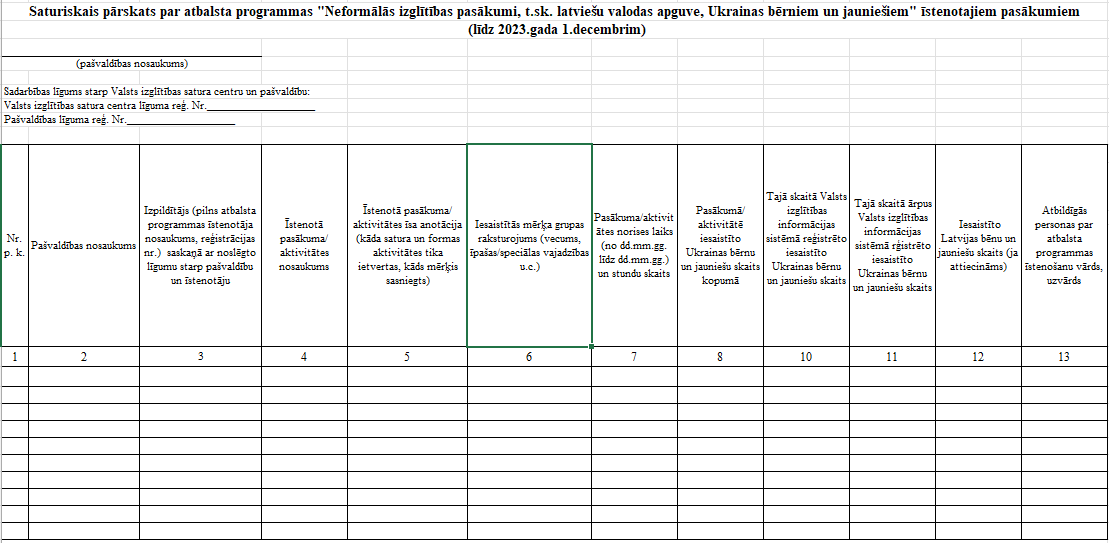 Saturiskais pārskats par atbalsta programmas "Neformālās izglītības pasākumi, t.sk. latviešu valodas apguve, Ukrainas bērniem un jauniešiem" īstenotajiem pasākumiem
(līdz 2023.gada 1.decembrim)
(pašvaldības nosaukums)
Sadarbības līgums starp Valsts izglītības satura centru un pašvaldību:
Valsts izglītības satura centra līguma reģ. Nr.____________________
Pašvaldības līguma reģ. Nr.____________________
Nr.
p. k.
Pašvaldības nosaukums
Izpildītājs (pilns atbalsta
programmas īstenotāja
nosaukums, reģistrācijas
nr.) saskaņā ar noslēgto
līgumu starp pašvaldību
un īstenotāju
Īstenotā
pasākuma/
aktivitātes
nosaukums
Īstenotā pasākuma/
aktivitātes īsa anotācija
(kāda satura un formas
aktivitātes tika
ietvertas, kāds mērķis
sasniegts)
Iesaistītās mērķa grupas
raksturojums (vecums,
īpašas/speciālas vajadzības
u.c.)
Pasākuma/aktivit
ātes norises laiks
(no dd.mm.gg.
līdz dd.mm.gg.)
un stundu skaits
Pasākumā/
aktivitātē
iesaistīto
Ukrainas bērnu
un jauniešu skaits
kopumā
Tajā skaitā Valsts
izglītības
informācijas
sistēmā reģistrēto
iesaistīto
Ukrainas bērnu
un jauniešu skaits
Tajā skaitā ārpus
Valsts izglītības
informācijas
sistēmā rģistrēto
iesaistīto
Ukrainas bērnu
un jauniešu skaits
Iesaistīto
Latvijas bēnu un
jauniešu skaits (ja
attiecināms)
Atbildīgās
personas par
atbalsta
programmas
īstenošanu vārds,
uzvārds
1 2 3 4 5 6 7 8 10 11 12 13